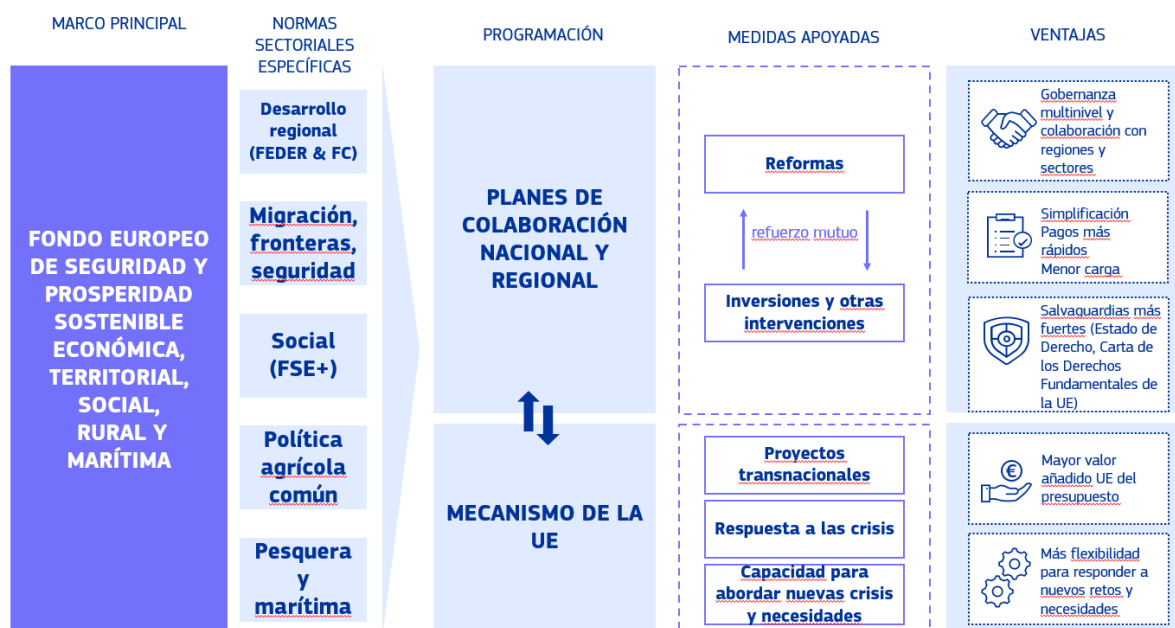 MARCO PRINCIPAL
NORMAS
SECTORIALES
ESPECÍFICAS
PROGRAMACIÓN
MEDIDAS APOYADAS
VENTAJAS
FONDO EUROPEO
DE SEGURIDAD Y
PROSPERIDAD
SOSTENIBLE
ECONÓMICA,
TERRITORIAL,
SOCIAL,
RURAL Y
MARÍTIMA
Desarrollo
regional
(FEDER & FC)
Migración,
fronteras,
seguridad
Social
(FSE+)
Política
agrícola
común
Pesquera
y
marítima
PLANES DE
COLABORACIÓN
NACIONAL Y
REGIONAL
MECANISMO DE LA
UE
Reformas
refuerzo mutuo
Inversiones y otras
intervenciones
Proyectos
transnacionales
Respuesta a las crisis
Capacidad para
abordar nuevas crisis
y necesidades
Gobernanza
multinivel y
colaboración con
regiones y
sectores
Simplificación
Pagos más
rápidos
Menor carga
Salvaguardias más
fuertes (Estado de
Derecho, Carta de
los Derechos
Fundamentales de
la UE)
€
Mayor valor
añadido UE del
presupuesto
Más flexibilidad
para responder a
nuevos retos y
necesidades